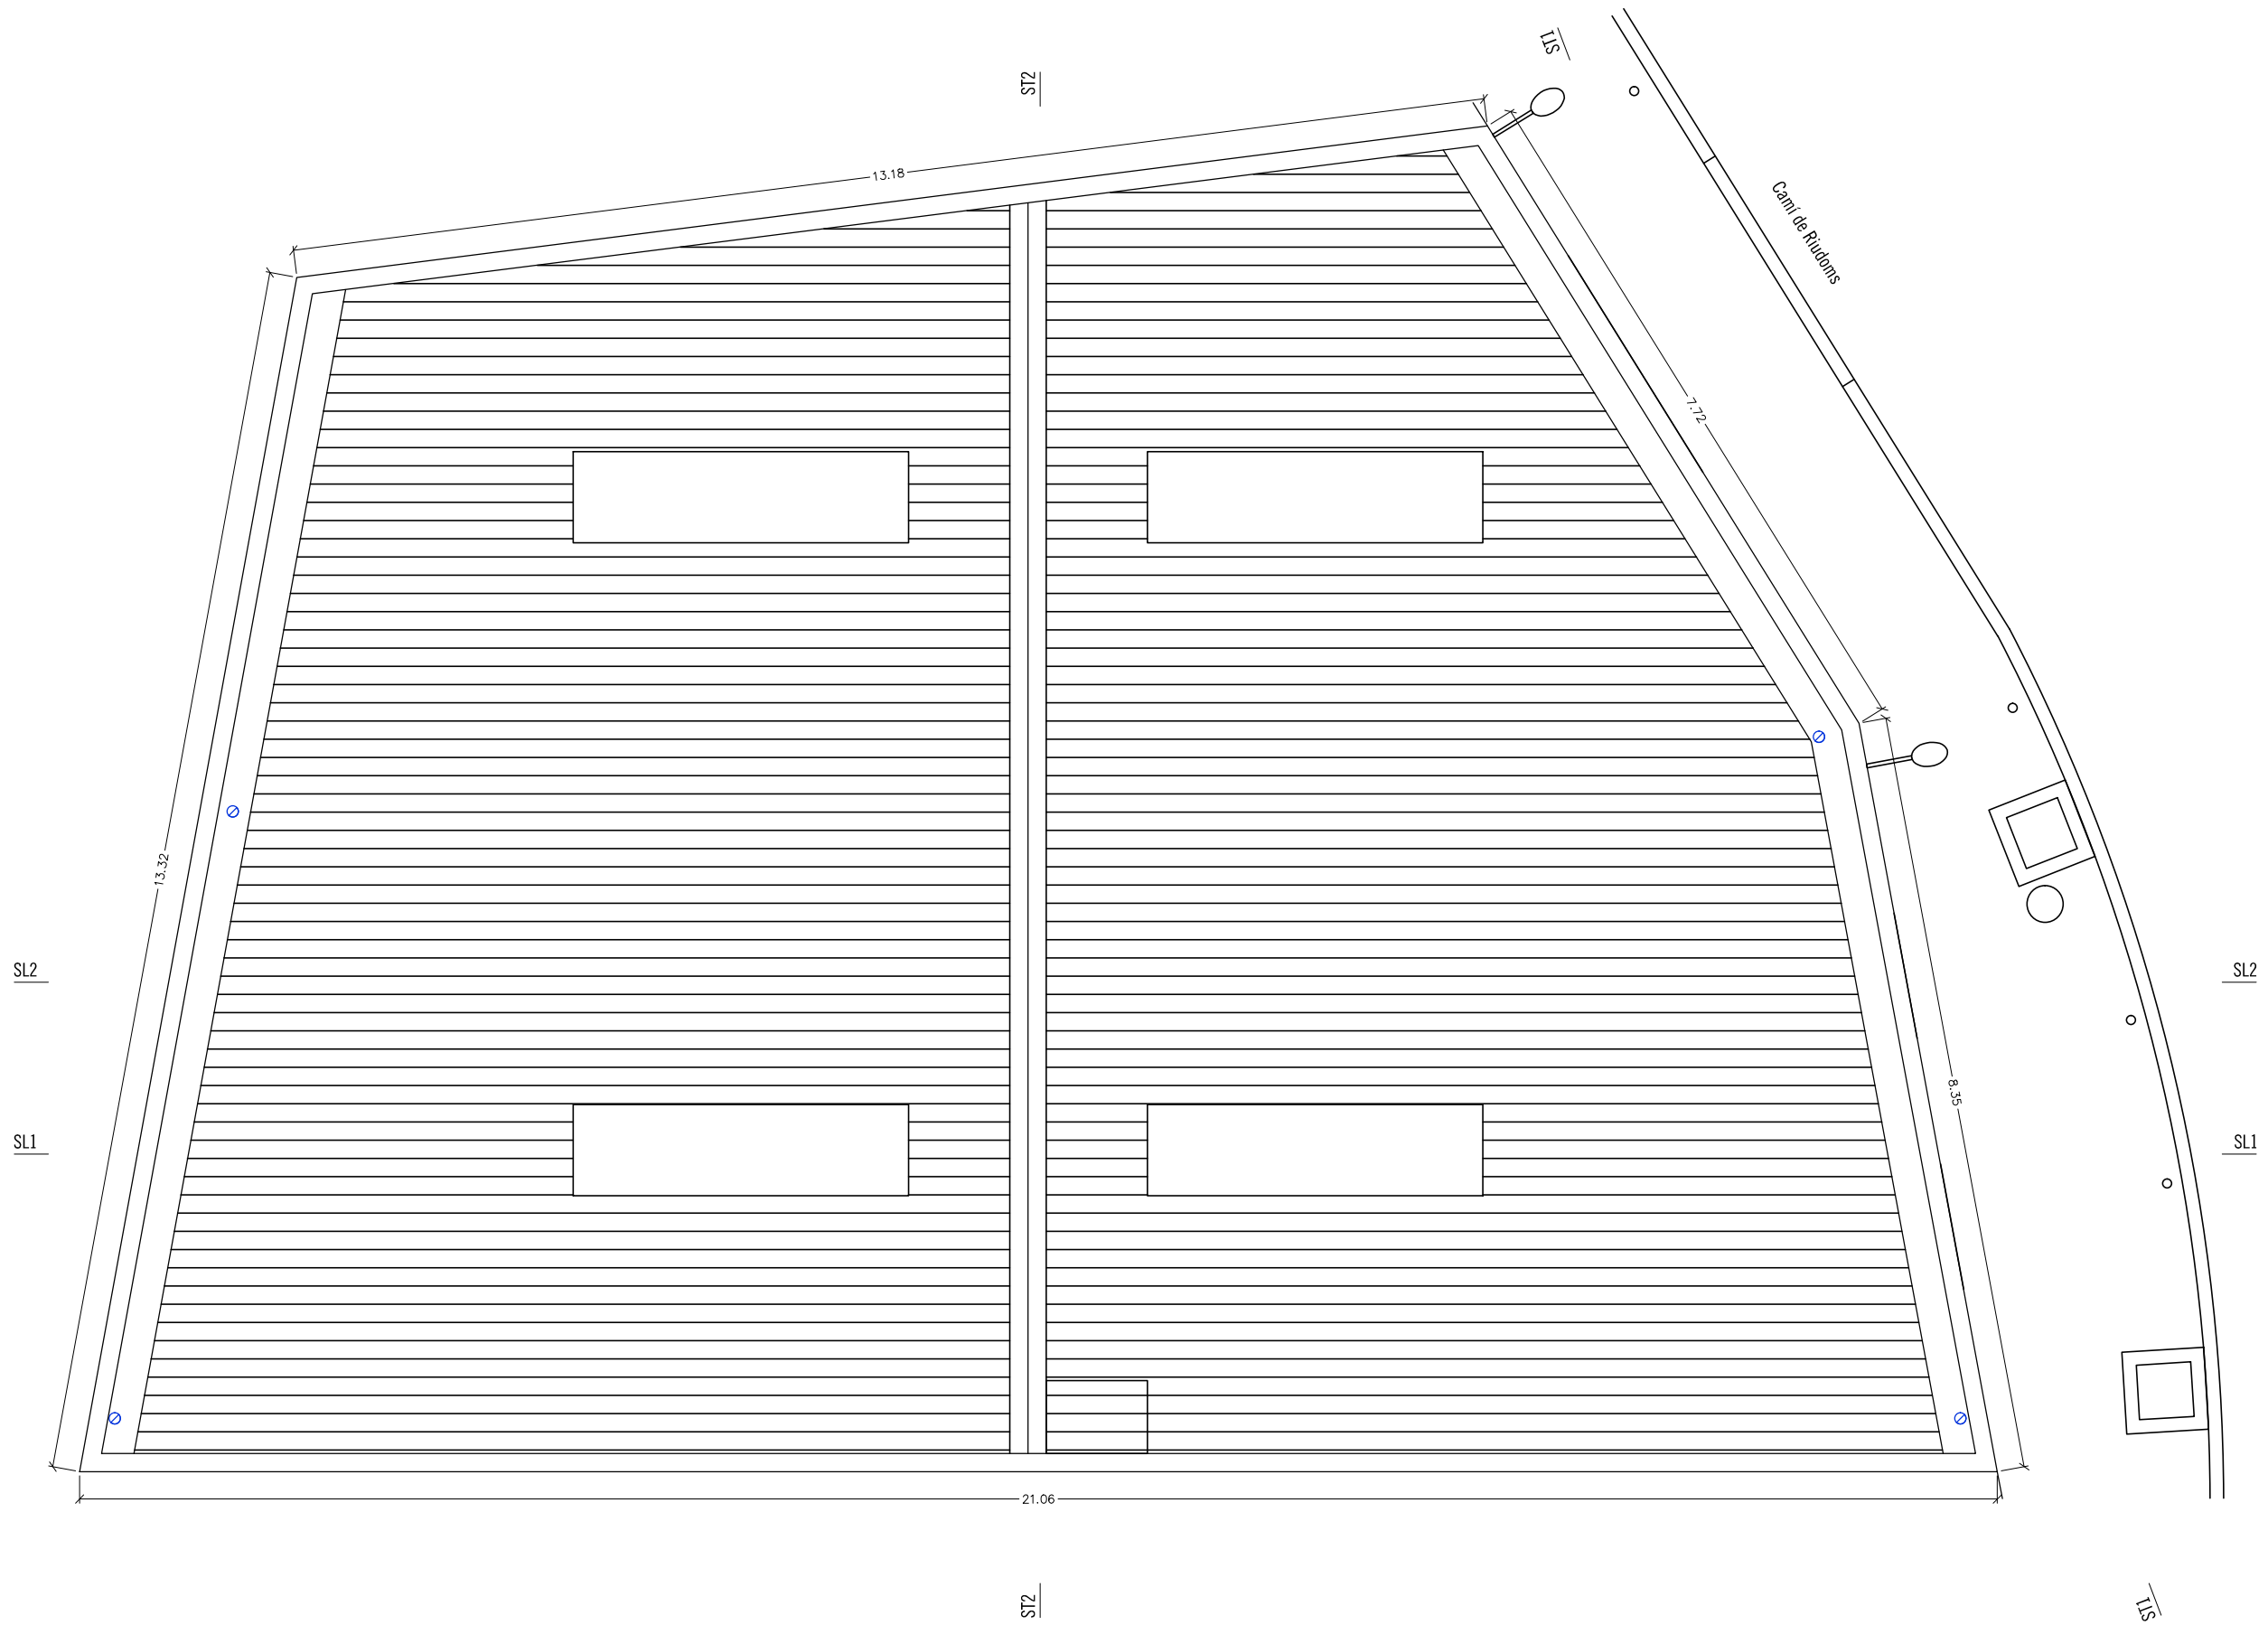 ST1
ST2
13.18
Camí de Riudoms
7.72
13.32
SL2
SL2
8.35
SL1
SL1
21.06
ST2
ST1